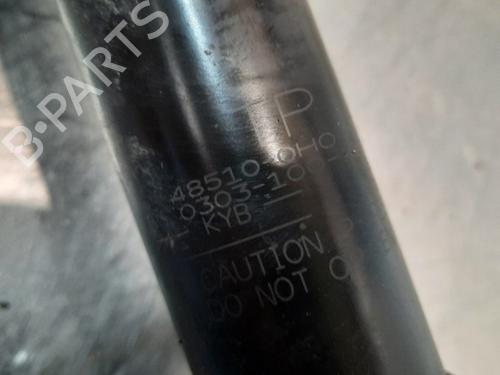 B-PARTS
P
48510-0H0
0303-10
KYB
CAUTION
DO NOT